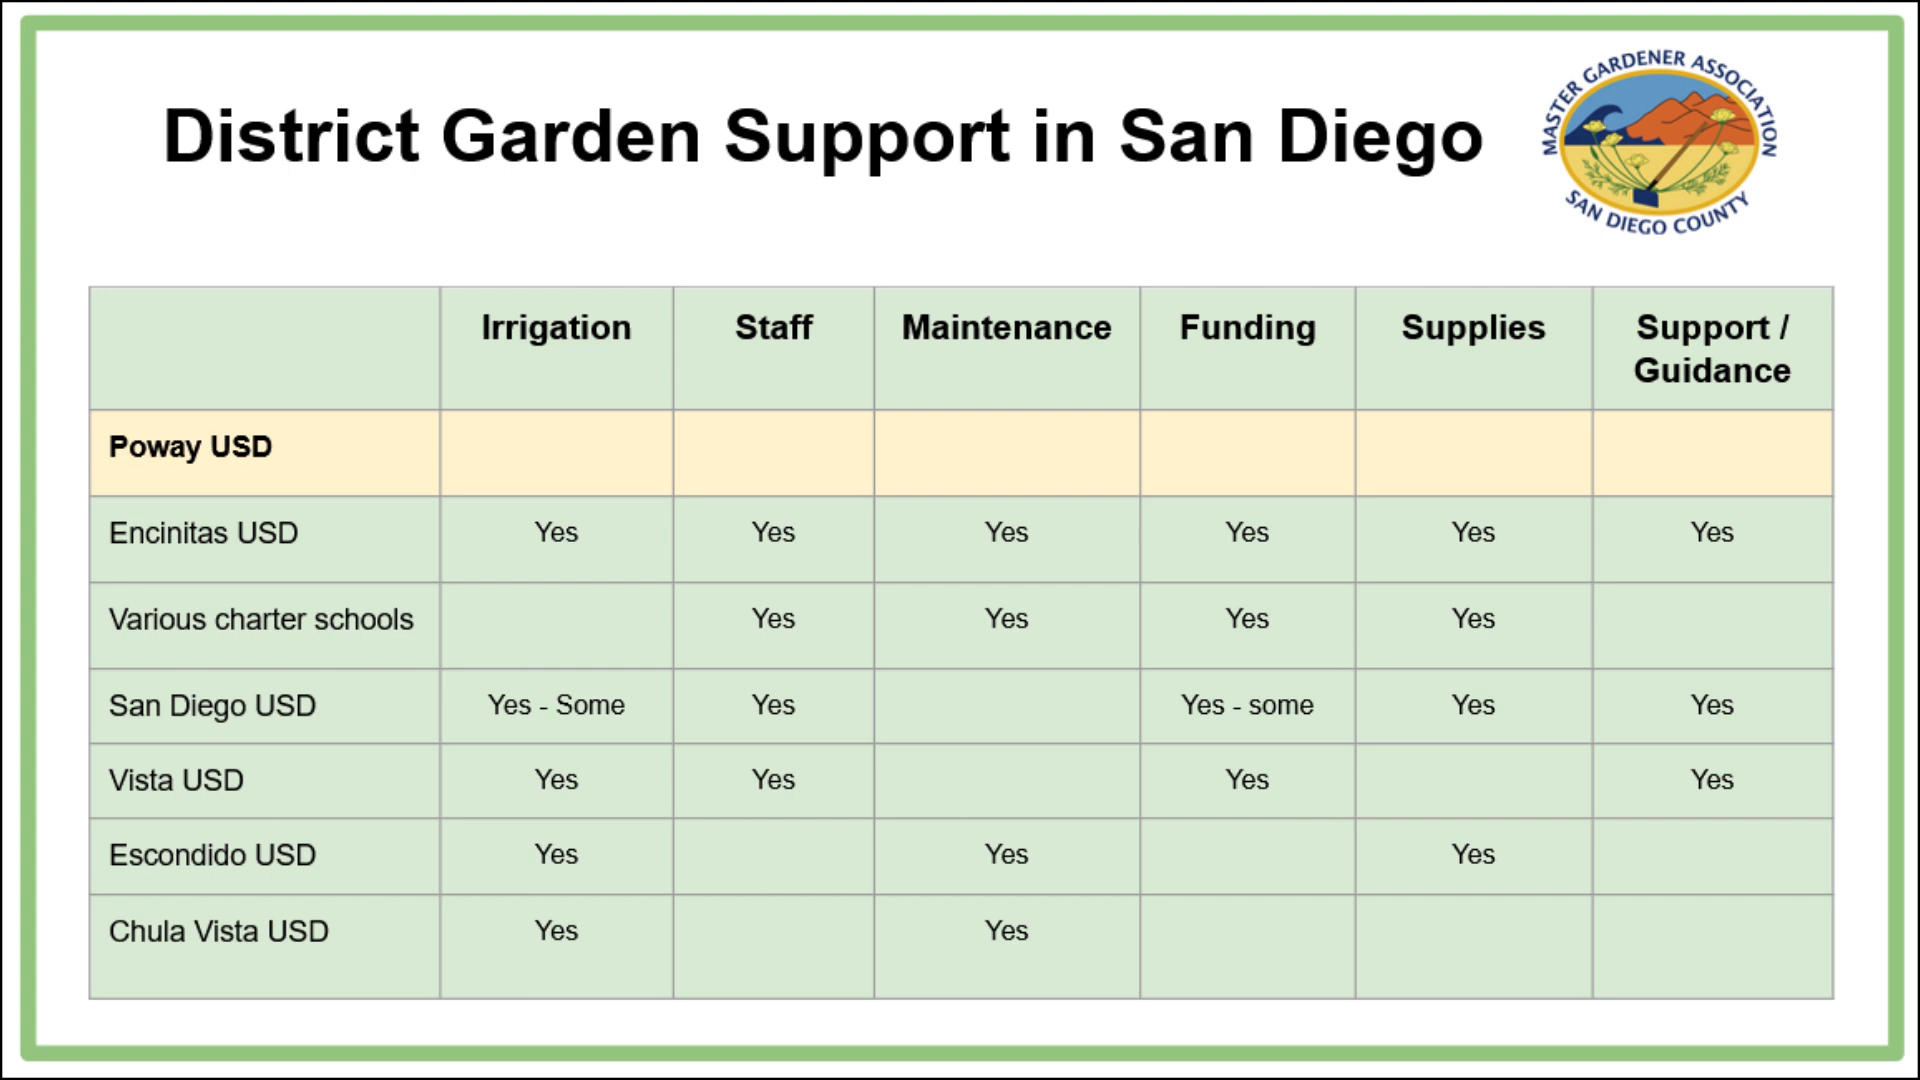 District Garden Support in San Diego
MASTER GARDENER ASSOCIATION
SAN DIEGO COUNTY
Irrigation Staff Maintenance Funding Supplies Support /
Guidance
Poway USD
Encinitas USD Yes Yes Yes Yes Yes Yes
Various charter schools Yes Yes Yes Yes
San Diego USD Yes - Some Yes Yes - some Yes Yes
Vista USD Yes Yes Yes Yes
Escondido USD Yes Yes Yes
Chula Vista USD Yes Yes